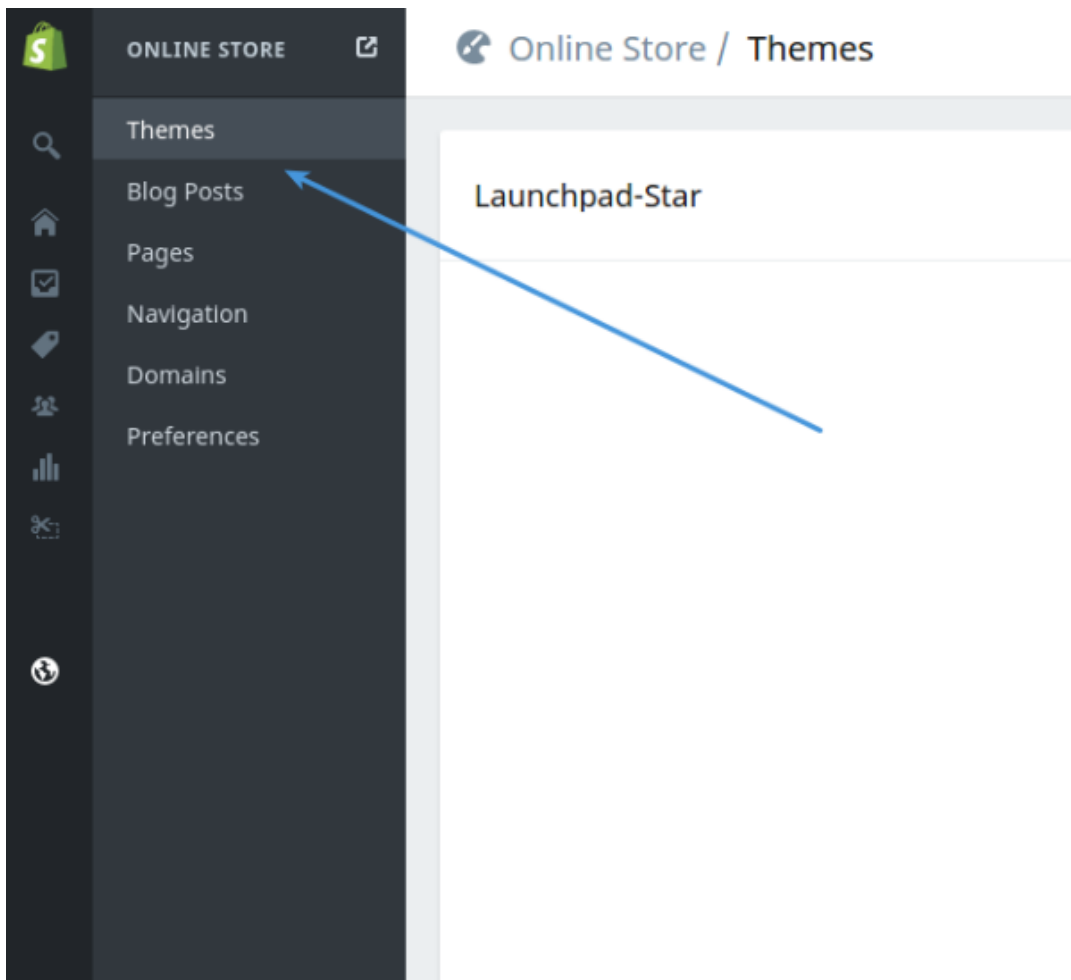 ONLINE STORE
Online Store / Themes
Themes
Blog Posts
Pages
Navigation
Domains
Preferences
Launchpad-Star